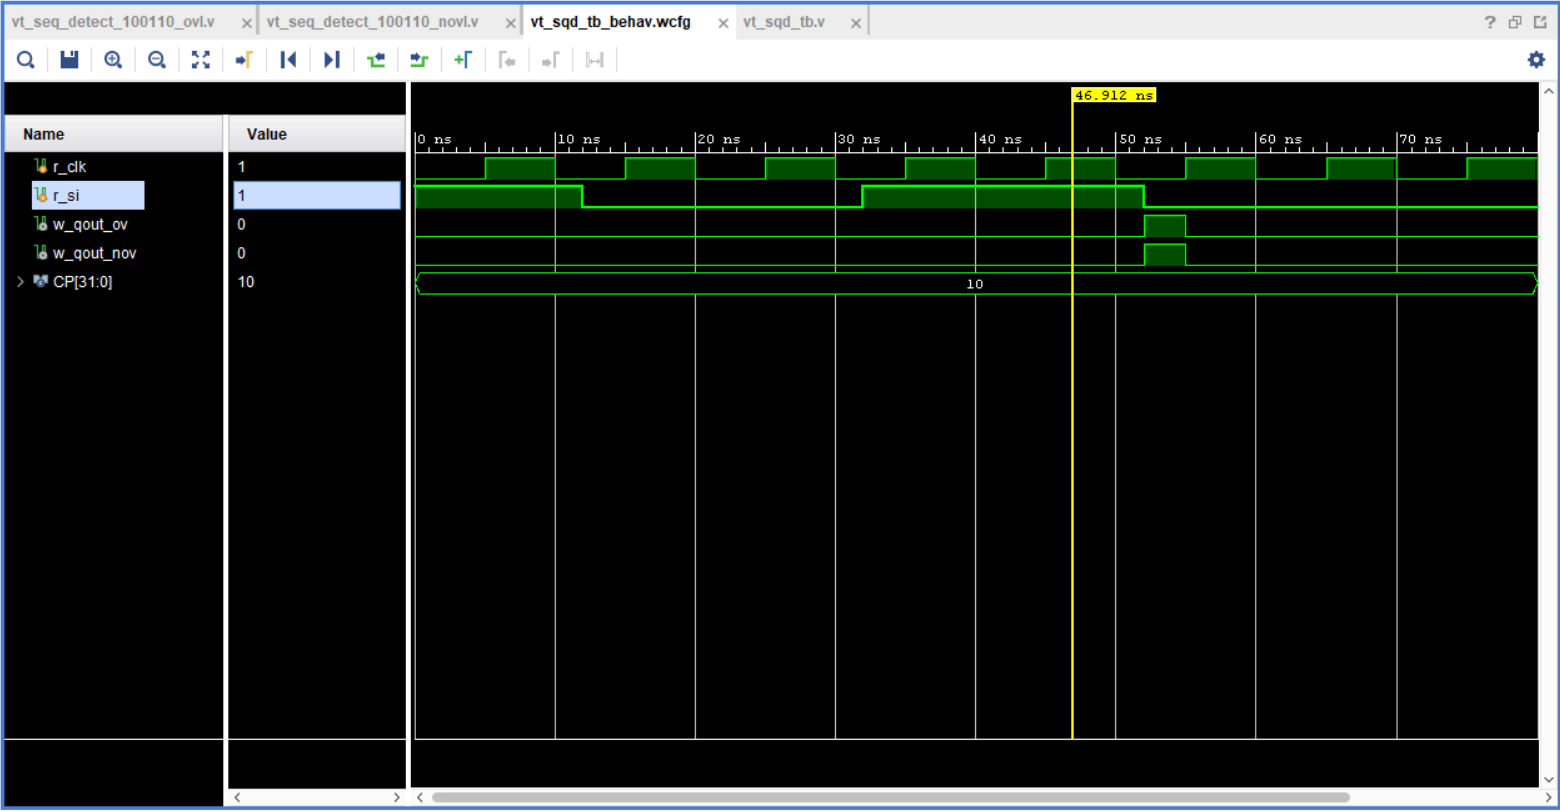 vt_seq_detect_100110_ovl.v vt_seq_detect_100110_novl.v vt_sqd_tb_behav.wcfg vt_sqd_tb.v
46.912 ns
Name Value
0 ns 10 ns 20 ns 30 ns 40 ns 50 ns 60 ns 70 ns
r_clk 1
r_si 1
w_qout_ov 0
w_qout_nov 0
CP[31:0] 10 10